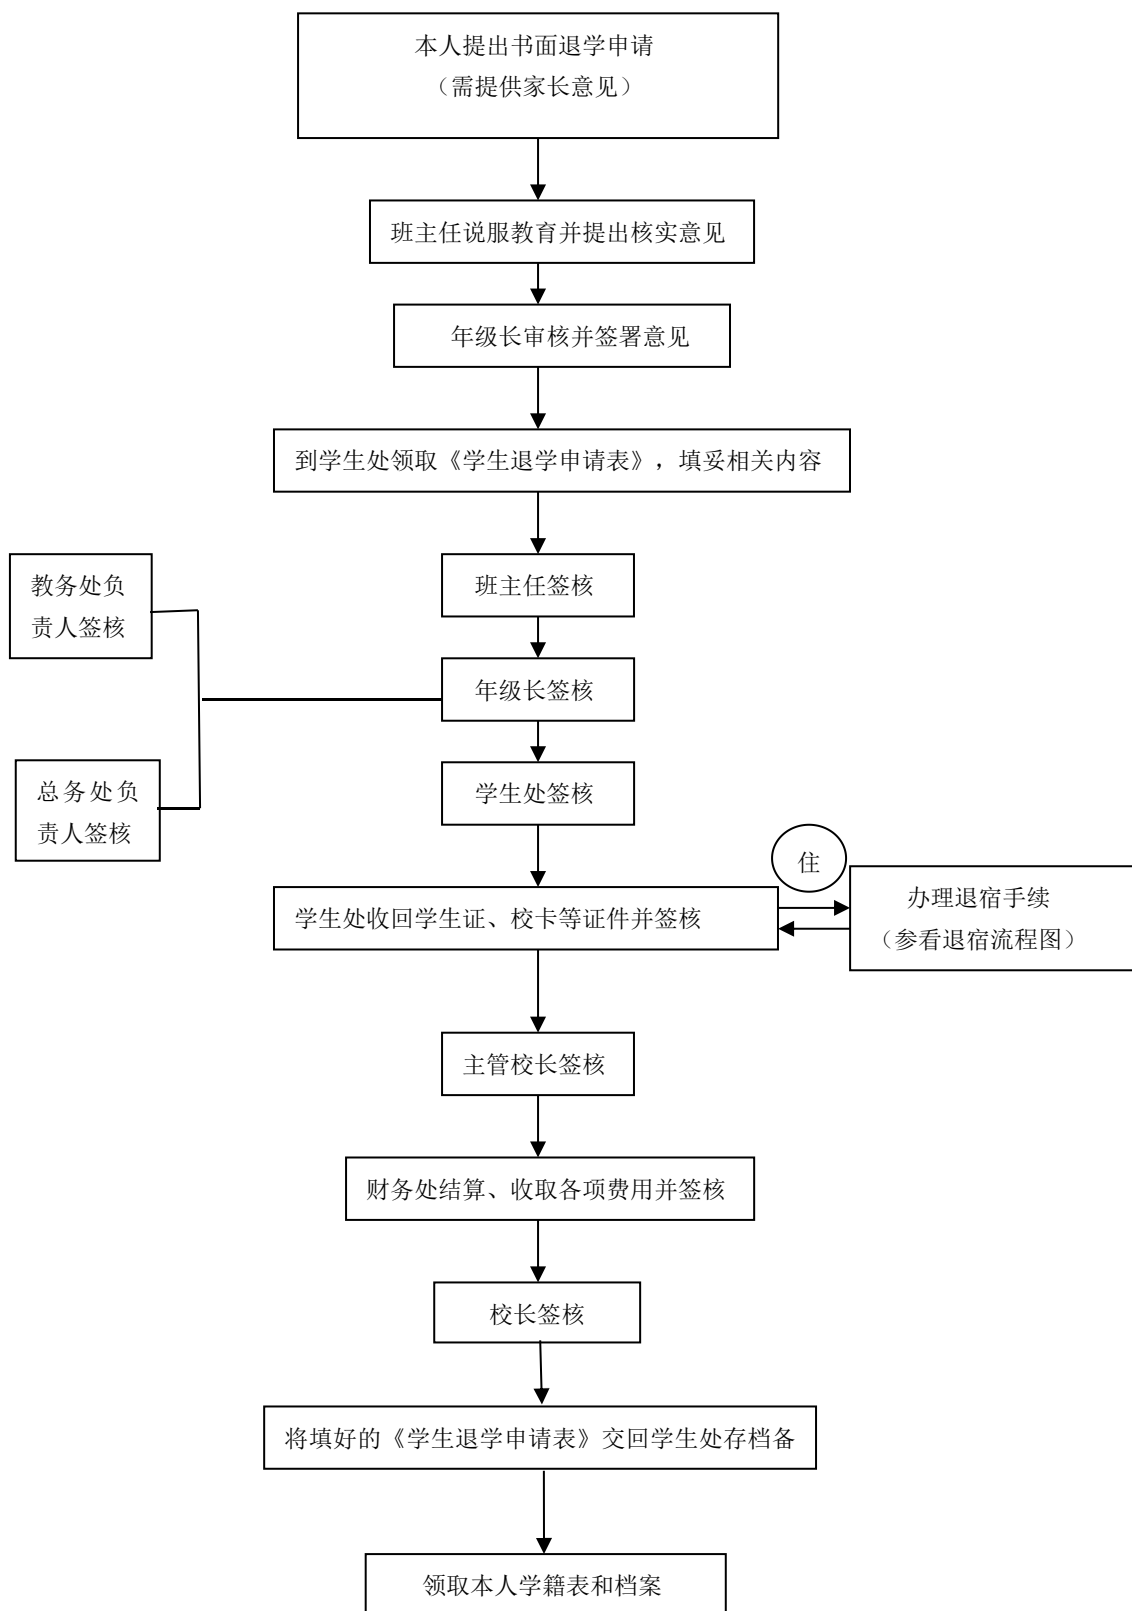 本人提出书面退学申请
（需提供家长意见）
班主任说服教育并提出核实意见
年级长审核并签署意见
到学生处领取《学生退学申请表》，填妥相关内容
班主任签核
教务处负
责人签核
年级长签核
学生处签核
总务处负
责人签核
住
办理退宿手续
（参看退宿流程图）
学生处收回学生证、校卡等证件并签核
主管校长签核
财务处结算、收取各项费用并签核
校长签核
将填好的《学生退学申请表》交回学生处存档备
领取本人学籍表和档案